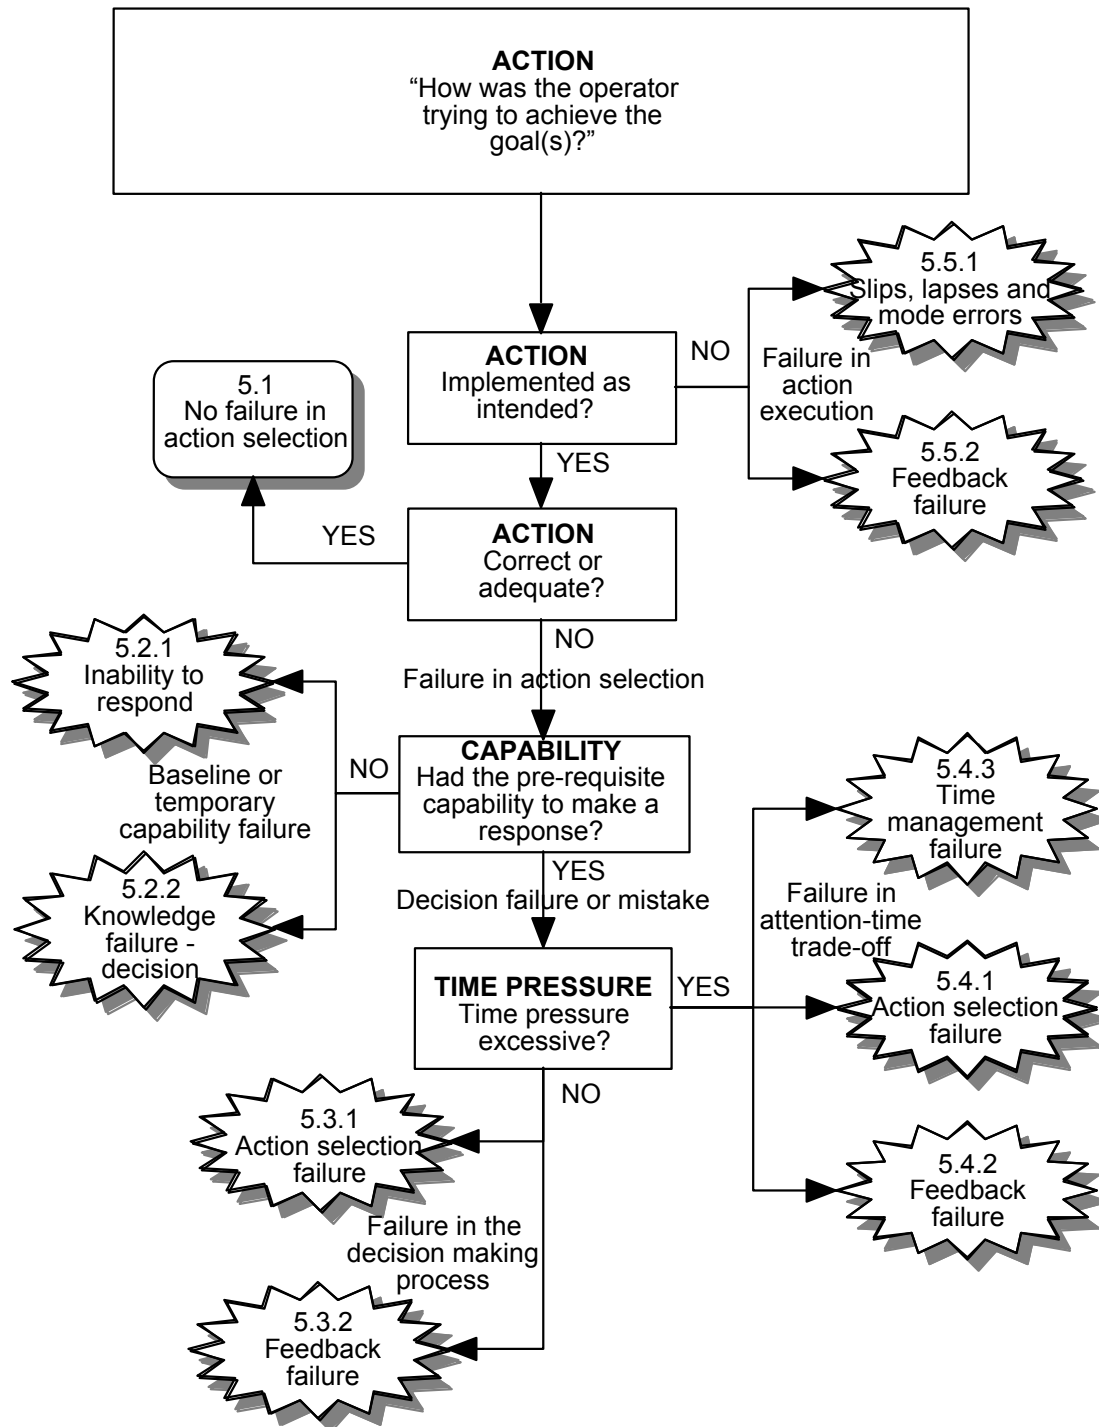 ACTION
“How was the operator
trying to achieve the
goal(s)?”
5.5.1
Slips, lapses and
mode errors
ACTION
Implemented as
intended?
NO
Failure in
action
execution
5.1
No failure in
action selection
YES
5.5.2
Feedback
failure
YES
ACTION
Correct or
adequate?
NO
5.2.1
Inability to
respond
Failure in action selection
CAPABILITY
Had the pre-requisite
capability to make a
response?
NO
Baseline or
temporary
capability failure
5.4.3
Time
management
failure
YES
Decision failure or mistake
5.2.2
Knowledge
failure -
decision
Failure in
attention-time
trade-off
TIME PRESSURE
Time pressure
excessive?
YES
5.4.1
Action selection
failure
NO
5.3.1
Action selection
failure
5.4.2
Feedback
failure
Failure in the
decision making
process
5.3.2
Feedback
failure